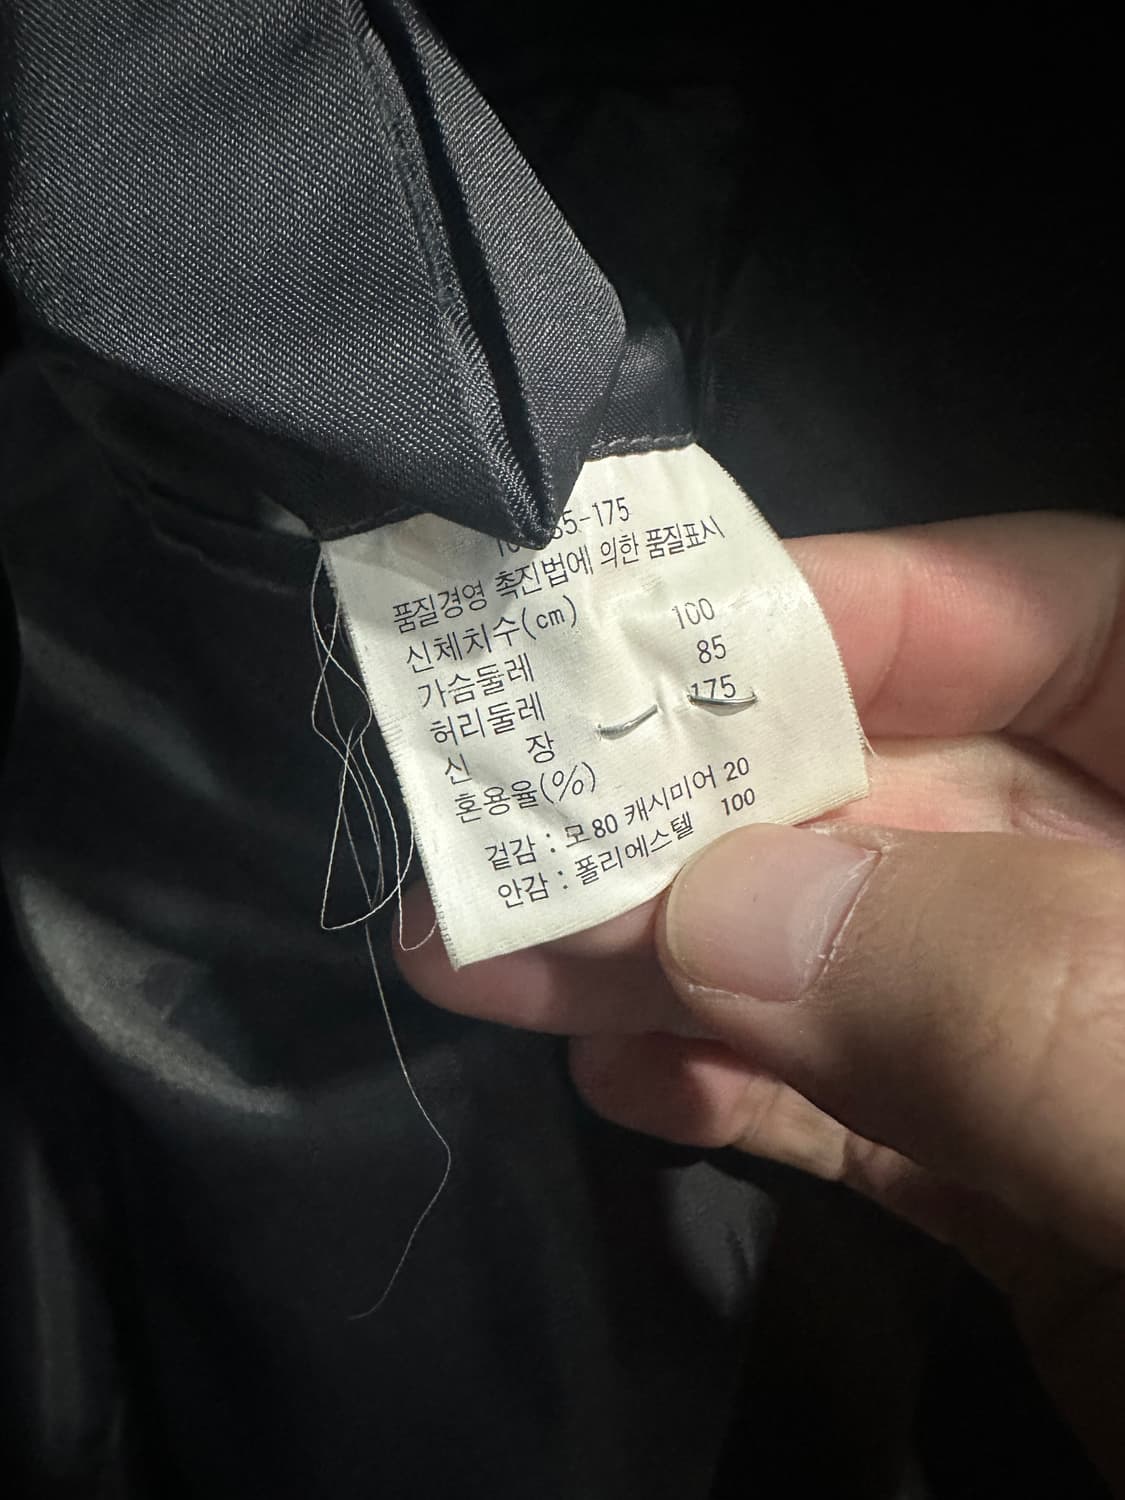 85-175
품질경영 촉진법에 의한 품질표시
신체치수(cm)
가슴둘레 100
허리둘레 85
신 장 175
혼용율(%)
겉감 : 모 80 캐시미어 20
안감 : 폴리에스텔 100